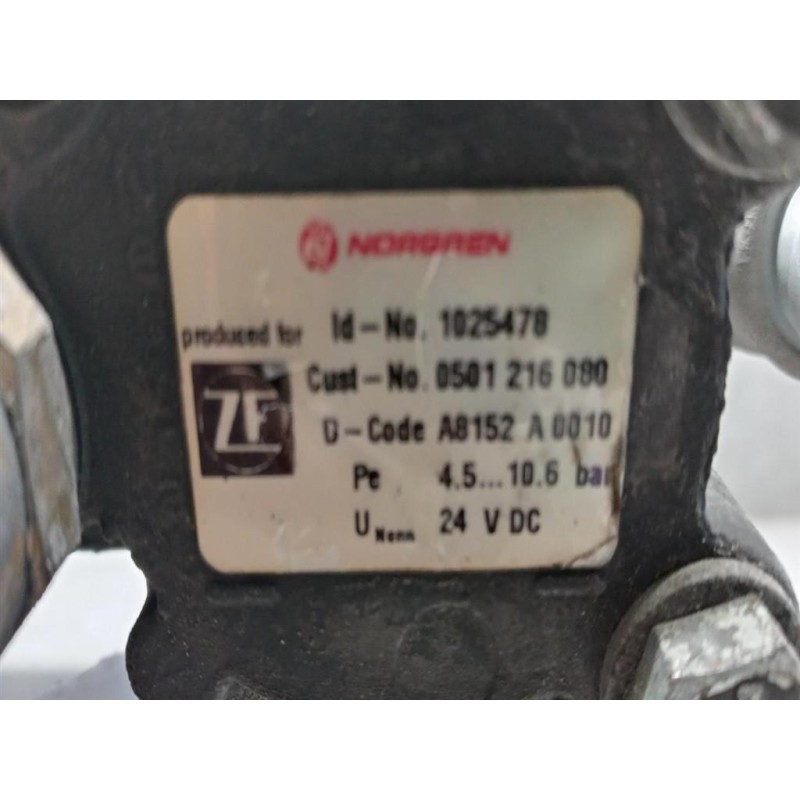 NORGREN
produced for Id-No. 1025478
ZF Cust-No. 0501 216 080
D-Code A8152 A 0010
Pe 4.5...10.6 bar
U Nenn 24 V DC